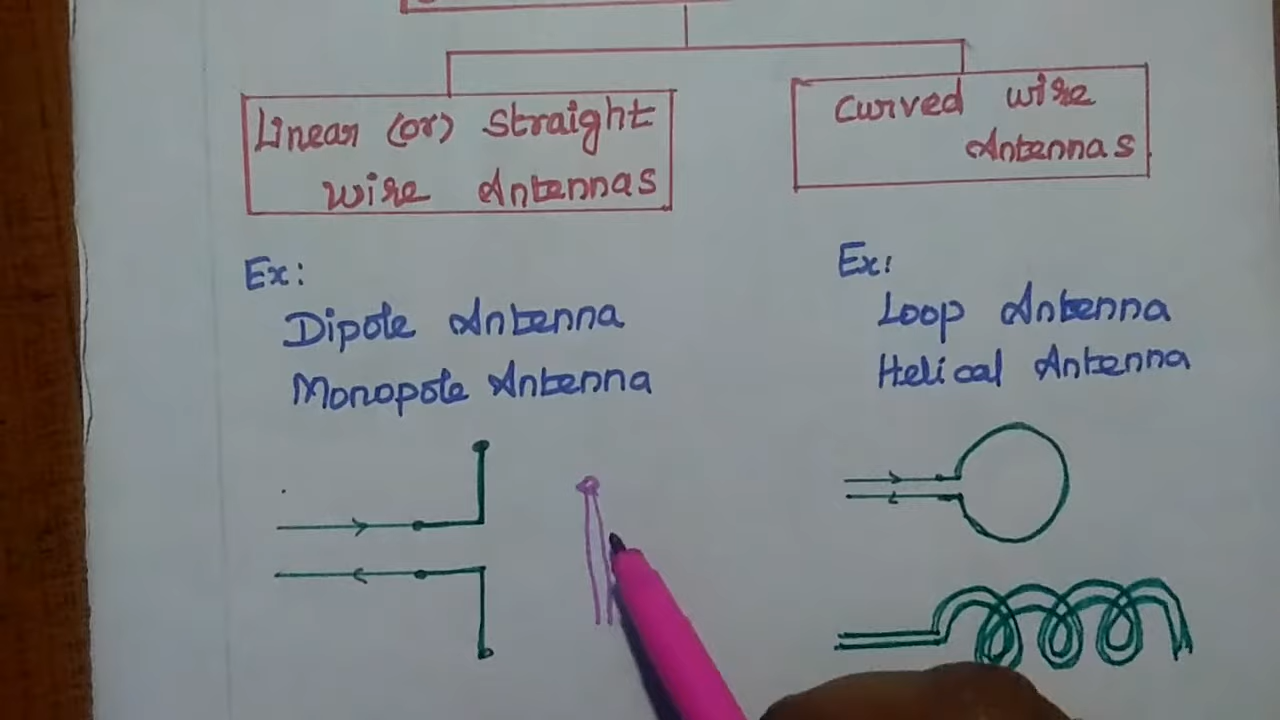 Linear (or) Straight
wire Antennas
Curved wire
Antennas
Ex:
Dipole Antenna
Monopole Antenna
Ex:
Loop Antenna
Helical Antenna